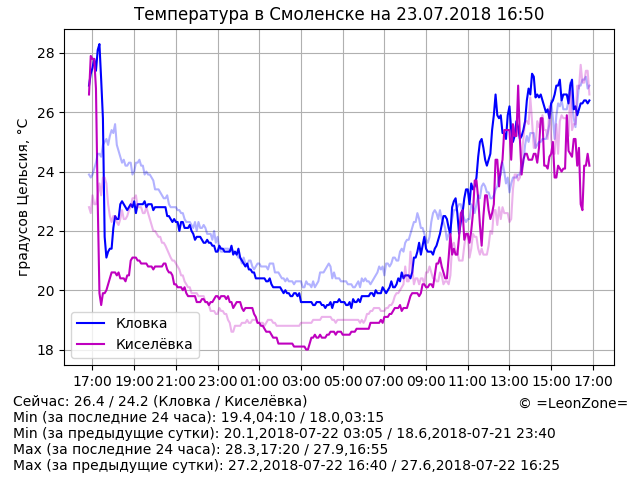 Температура в Смоленске на 23.07.2018 16:50
градусов Цельсия, °C
28
26
24
22
20
18
Кловка
Киселёвка
17:00 19:00 21:00 23:00 01:00 03:00 05:00 07:00 09:00 11:00 13:00 15:00 17:00
Сейчас: 26.4 / 24.2 (Кловка / Киселёвка)
© =LeonZone=
Min (за последние 24 часа): 19.4,04:10 / 18.0,03:15
Min (за предыдущие сутки): 20.1,2018-07-22 03:05 / 18.6,2018-07-21 23:40
Max (за последние 24 часа): 28.3,17:20 / 27.9,16:55
Max (за предыдущие сутки): 27.2,2018-07-22 16:40 / 27.6,2018-07-22 16:25